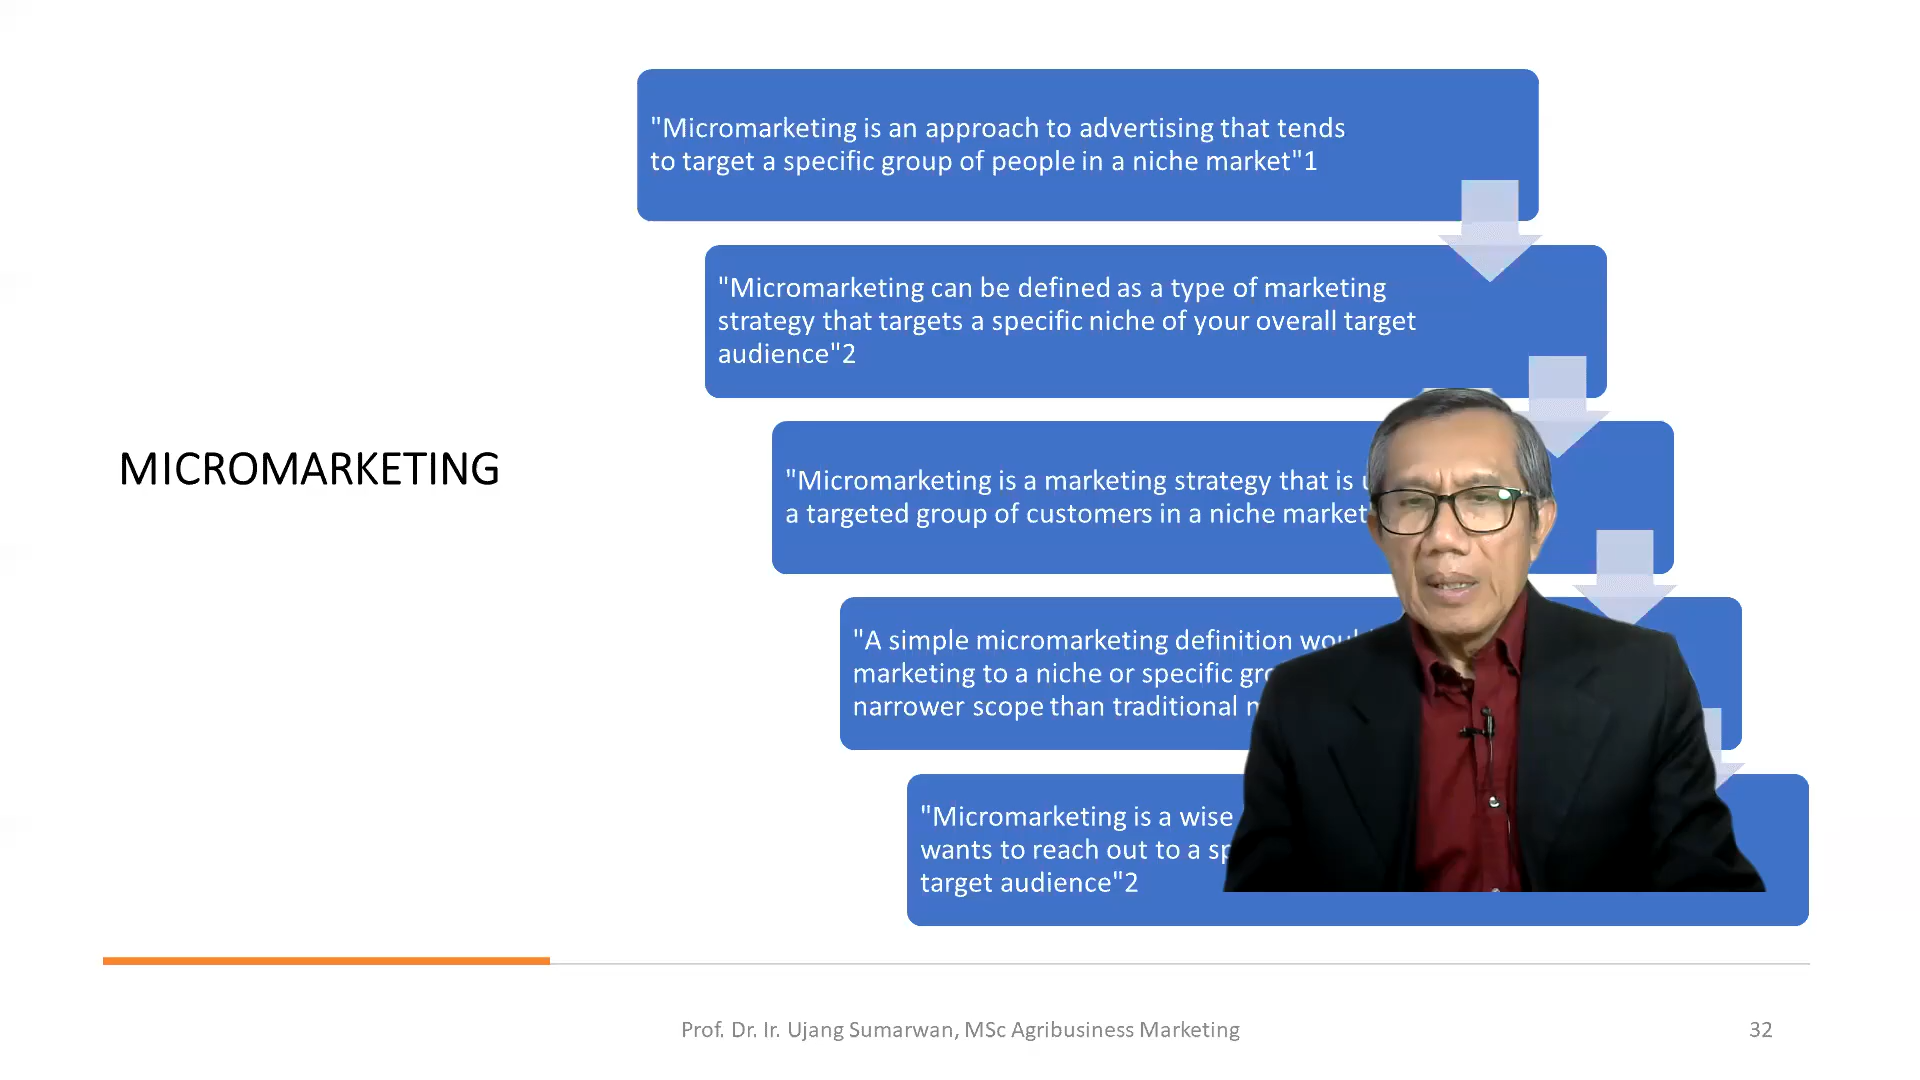 "Micromarketing is an approach to advertising that tends
to target a specific group of people in a niche market"1
"Micromarketing can be defined as a type of marketing
strategy that targets a specific niche of your overall target
audience"2
MICROMARKETING
"Micromarketing is a marketing strategy that is
a targeted group of customers in a niche market
"A simple micromarketing definition
marketing to a niche or specific
narrower scope than traditional
"Micromarketing is a wise
wants to reach out to a
target audience"2
Prof. Dr. Ir. Ujang Sumarwan, MSc Agribusiness Marketing
32